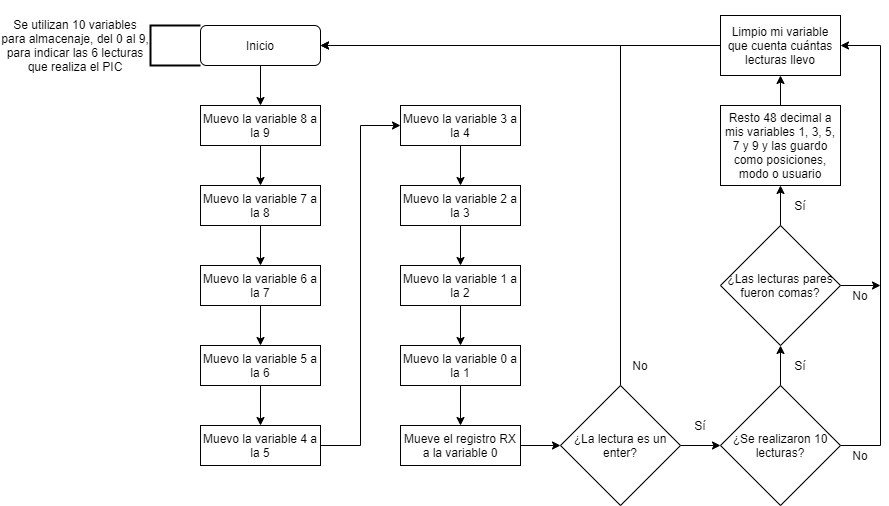 Se utilizan 10 variables
para almacenaje, del 0 al 9,
para indicar las 6 lecturas
que realiza el PIC
Inicio
Muevo la variable 8 a
la 9
Muevo la variable 7 a
la 8
Muevo la variable 6 a
la 7
Muevo la variable 5 a
la 6
Muevo la variable 4 a
la 5
Muevo la variable 3 a
la 4
Muevo la variable 2 a
la 3
Muevo la variable 1 a
la 2
Muevo la variable 0 a
la 1
Mueve el registro RX
a la variable 0
¿La lectura es un
enter?
No
Sí
¿Se realizaron 10
lecturas?
No
Sí
¿Las lecturas pares
fueron comas?
No
Sí
Resto 48 decimal a
mis variables 1, 3, 5,
7 y 9 y las guardo
como posiciones,
modo o usuario
Limpio mi variable
que cuenta cuántas
lecturas llevo